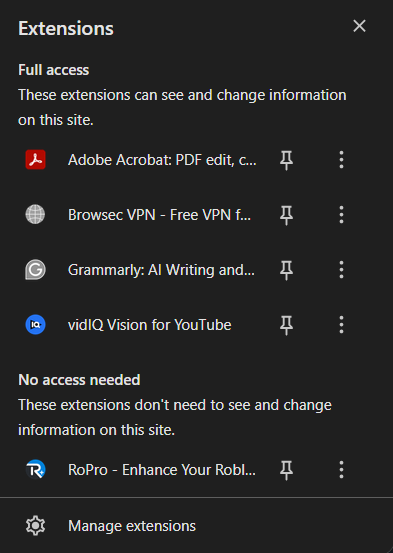 Extensions
Full access
These extensions can see and change information
on this site.
Adobe Acrobat: PDF edit, c...
Browsec VPN - Free VPN f...
Grammarly: AI Writing and...
vidIQ Vision for YouTube
No access needed
These extensions don't need to see and change
information on this site.
RoPro - Enhance Your Robl...
Manage extensions